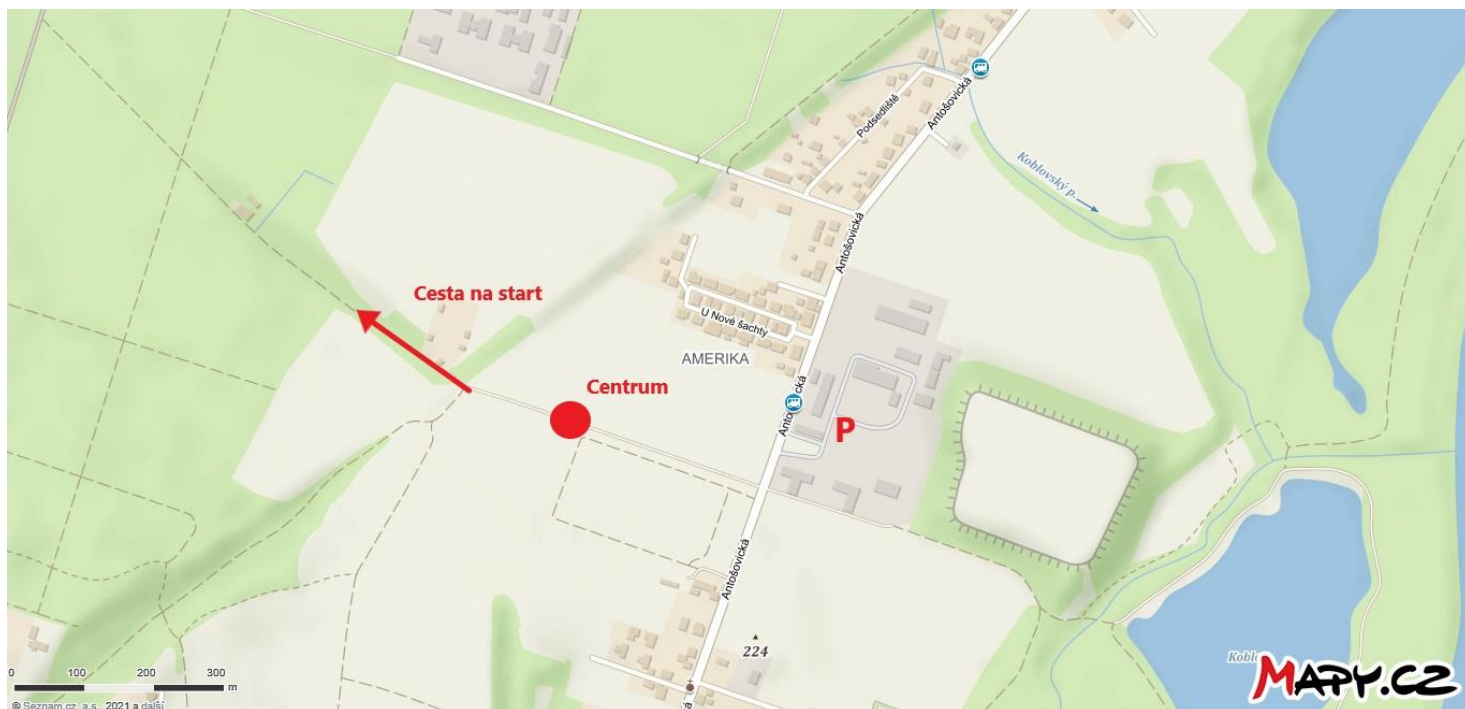 Antošovická
Podsedliště
Antošovická
Koblovský p.
Antošovická
Cesta na start
U Nové šachty
AMERIKA
Centrum
P
Antošovická
224
0 100 200 300
m
© Seznam.cz, a.s., 2021 a další
MAPY.CZ